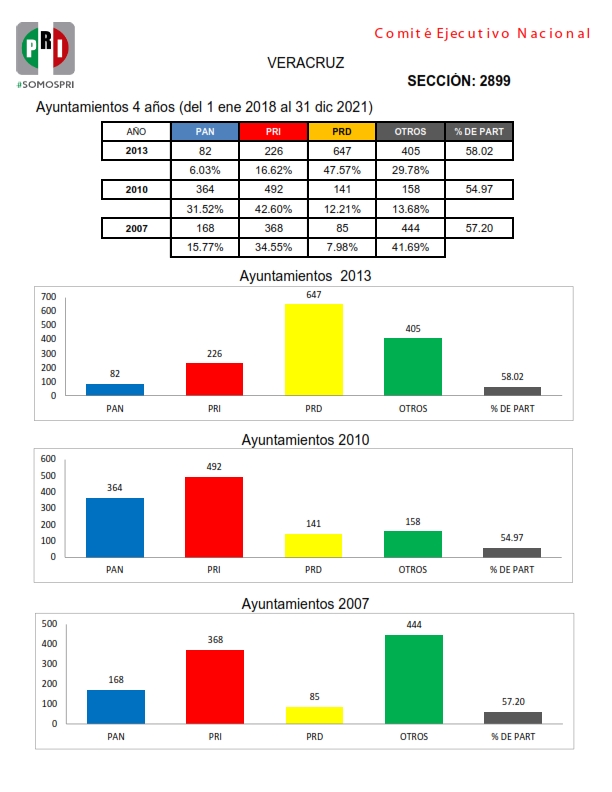 Comité Ejecutivo Nacional
PRI
#SOMOSPRI
VERACRUZ
SECCIÓN: 2899
Ayuntamientos 4 años (del 1 ene 2018 al 31 dic 2021)
AÑO PAN PRI PRD OTROS % DE PART
2013 82 226 647 405 58.02
6.03% 16.62% 47.57% 29.78%
2010 364 492 141 158 54.97
31.52% 42.60% 12.21% 13.68%
2007 168 368 85 444 57.20
15.77% 34.55% 7.98% 41.69%
Ayuntamientos 2013
700
600
500
400
300
200
100
0
82
226
647
405
58.02
PAN PRI PRD OTROS % DE PART
Ayuntamientos 2010
600
500
400
300
200
100
0
364
492
141
158
54.97
PAN PRI PRD OTROS % DE PART
Ayuntamientos 2007
500
400
300
200
100
0
168
368
85
444
57.20
PAN PRI PRD OTROS % DE PART